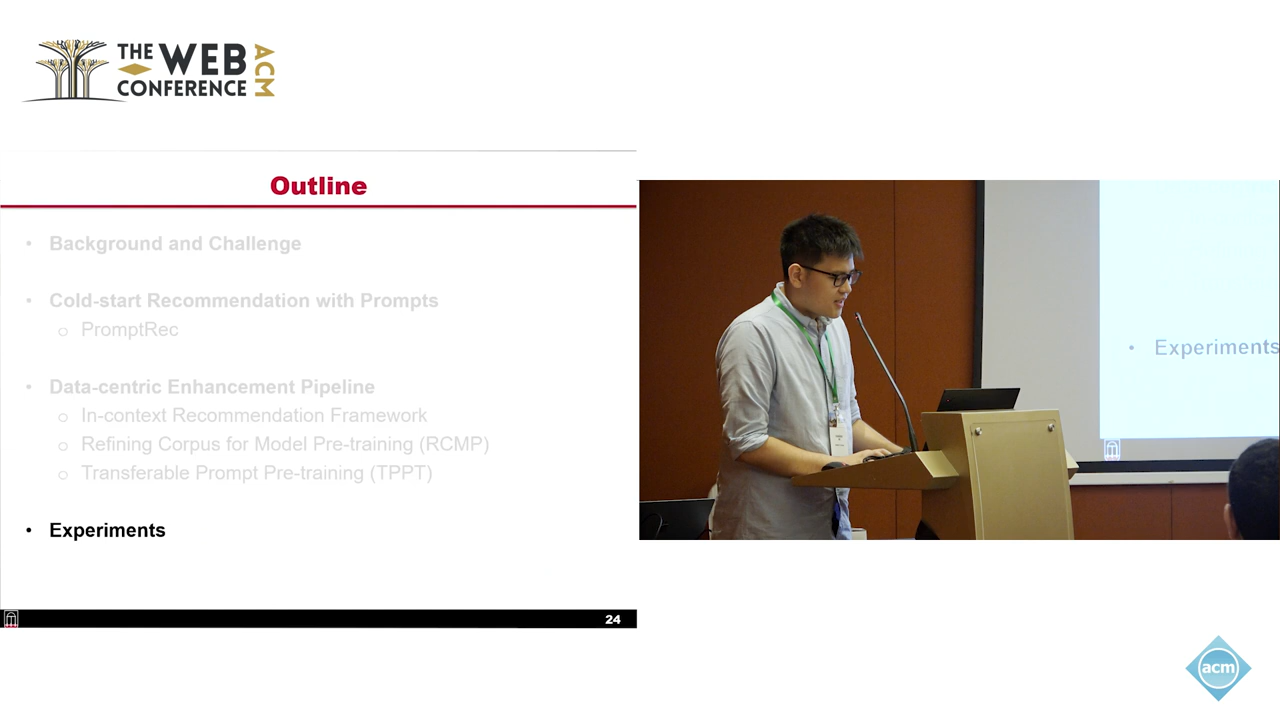 THE WEB
CONFERENCE
ACM
Outline
• Background and Challenge
• Cold-start Recommendation with Prompts
o PromptRec
• Data-centric Enhancement Pipeline
o In-context Recommendation Framework
o Refining Corpus for Model Pre-training (RCMP)
o Transferable Prompt Pre-training (TPPT)
• Experiments
24
• Experiments
acm